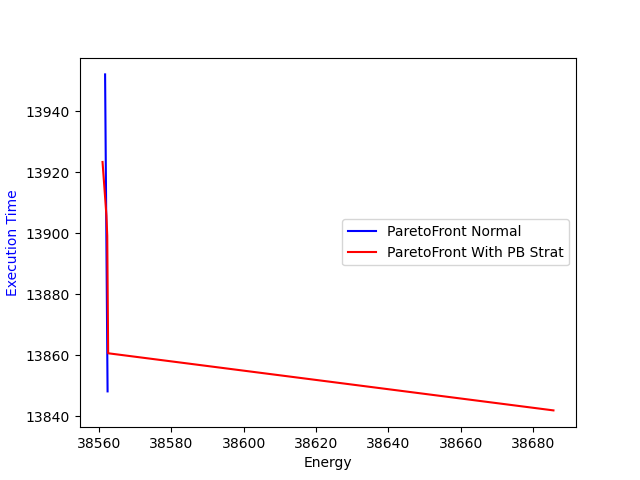 13940
13920
13900
13880
13860
13840
Execution Time
ParetoFront Normal
ParetoFront With PB Strat
38560 38580 38600 38620 38640 38660 38680
Energy